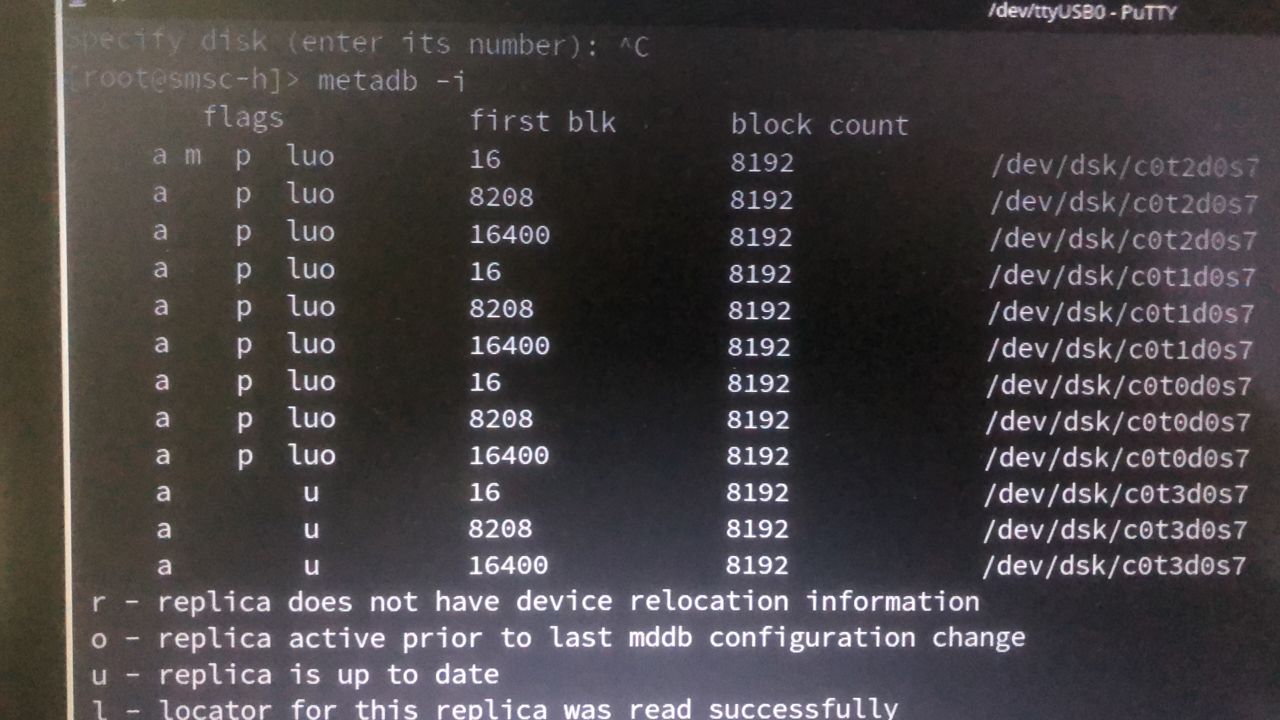 /dev/ttyUSB0 - PuTTY
Specify disk (enter its number): ^C
[root@smsc-h]> metadb -i
flags first blk block count
a m p luo 16 8192 /dev/dsk/c0t2d0s7
a p luo 8208 8192 /dev/dsk/c0t2d0s7
a p luo 16400 8192 /dev/dsk/c0t2d0s7
a p luo 16 8192 /dev/dsk/c0t1d0s7
a p luo 8208 8192 /dev/dsk/c0t1d0s7
a p luo 16400 8192 /dev/dsk/c0t1d0s7
a p luo 16 8192 /dev/dsk/c0t0d0s7
a p luo 8208 8192 /dev/dsk/c0t0d0s7
a p luo 16400 8192 /dev/dsk/c0t0d0s7
a u 16 8192 /dev/dsk/c0t3d0s7
a u 8208 8192 /dev/dsk/c0t3d0s7
a u 16400 8192 /dev/dsk/c0t3d0s7
r - replica does not have device relocation information
o - replica active prior to last mddb configuration change
u - replica is up to date
l - locator for this replica was read successfully